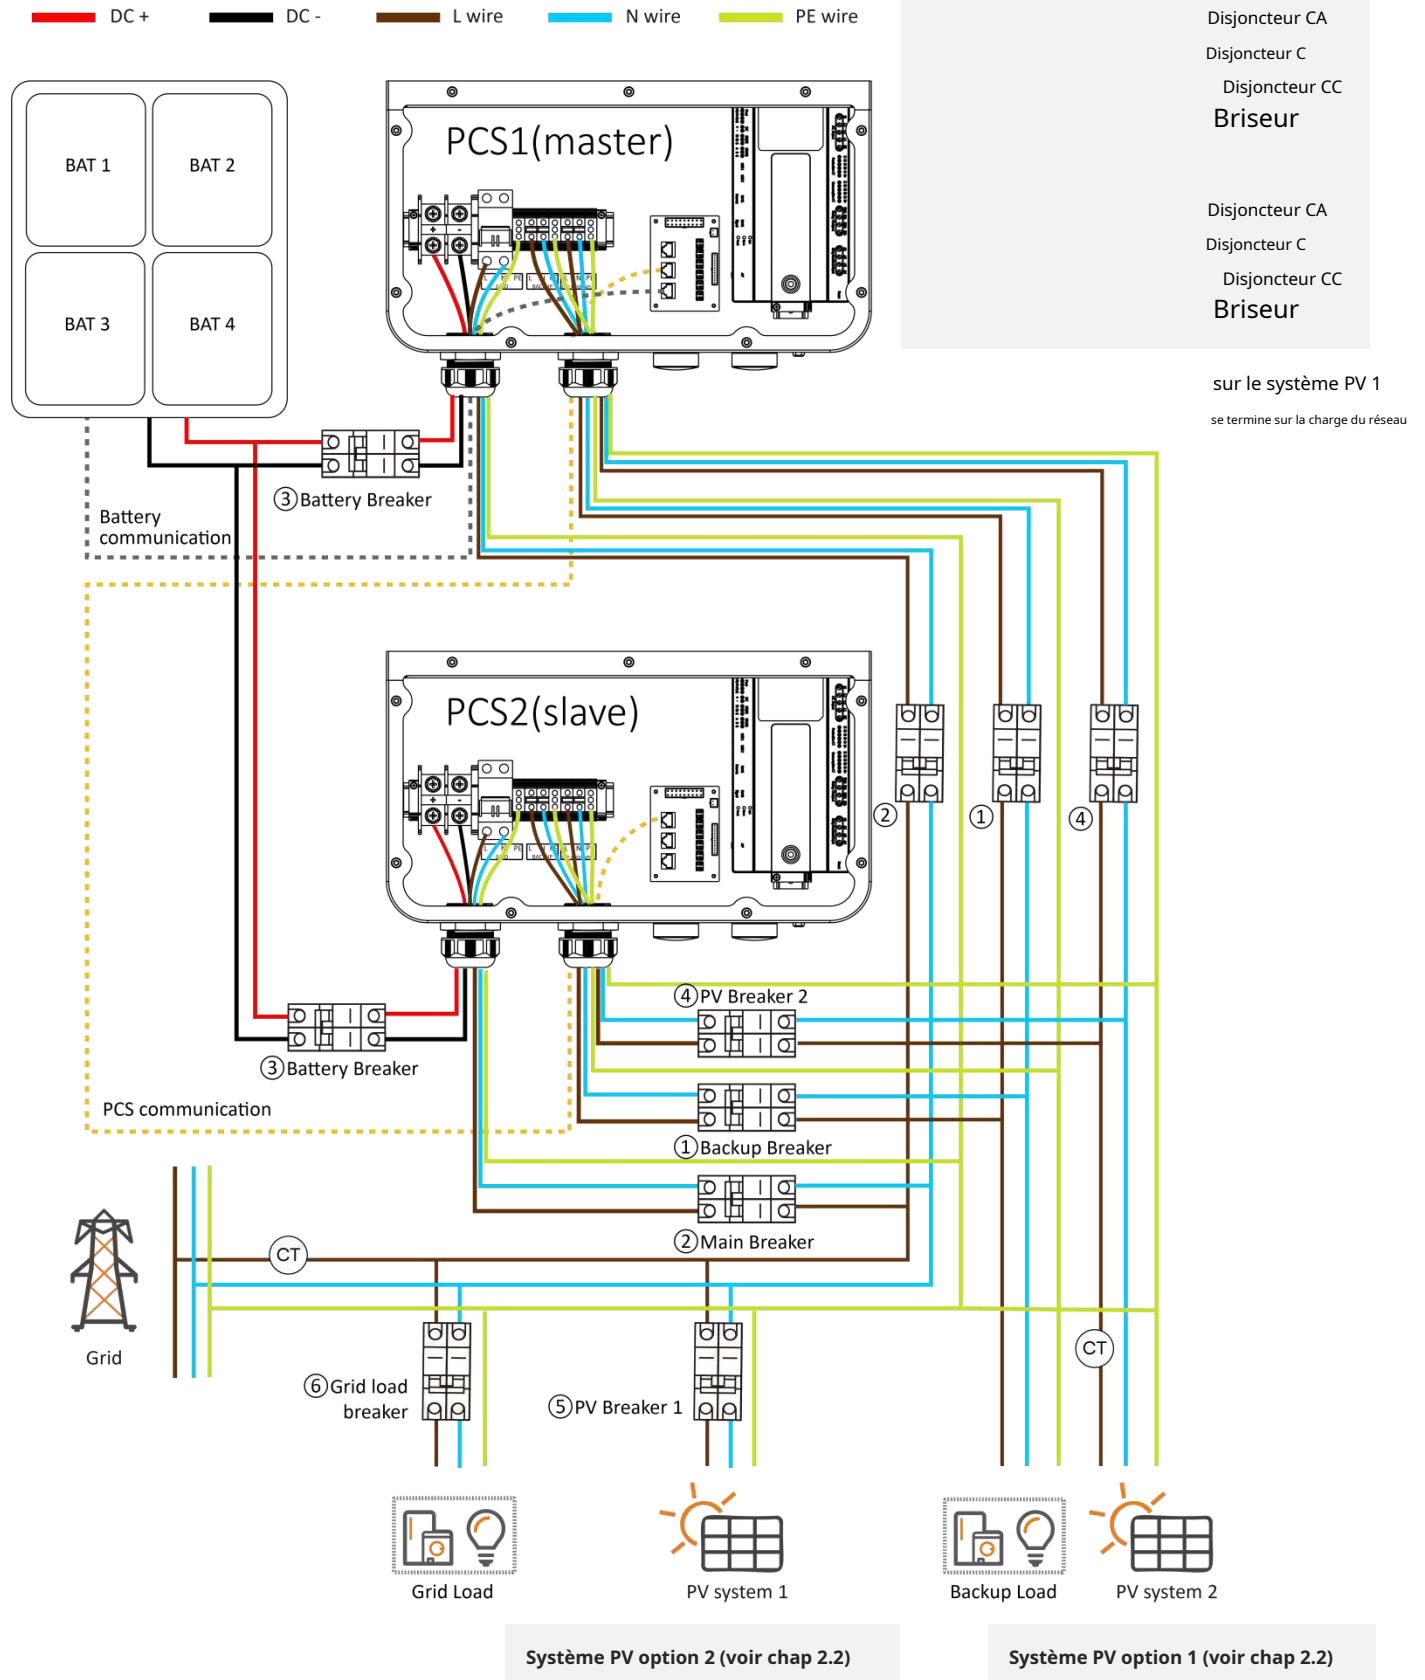 DC +
DC -
L wire
N wire
PE wire
Disjoncteur CA
Disjoncteur C
Disjoncteur CC
Briseur
Disjoncteur CA
Disjoncteur C
Disjoncteur CC
Briseur
sur le système PV 1
se termine sur la charge du réseau
BAT 1
BAT 2
BAT 3
BAT 4
PCS1(master)
③Battery Breaker
Battery
communication
PCS2(slave)
②
①
④
④PV Breaker 2
③Battery Breaker
PCS communication
①Backup Breaker
②Main Breaker
CT
Grid
CT
⑥Grid load
breaker
⑤PV Breaker 1
Grid Load
PV system 1
Backup Load
PV system 2
Système PV option 2 (voir chap 2.2)
Système PV option 1 (voir chap 2.2)